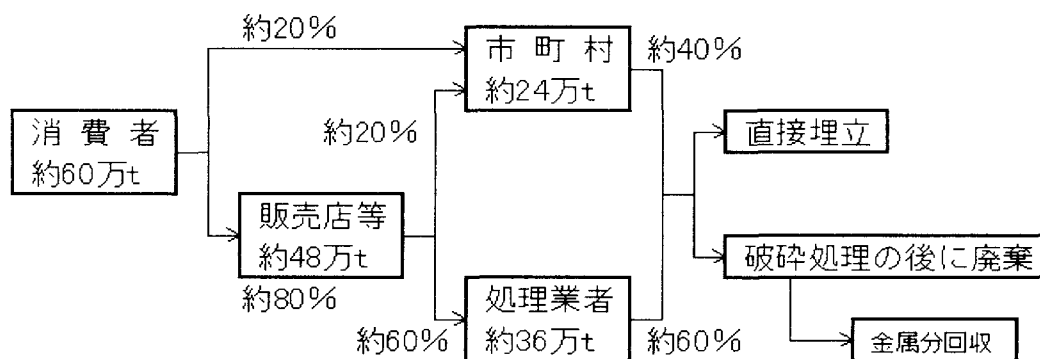 約20%
市町村
約24万t
約40%
消費者
約60万t
約20%
直接埋立
販売店等
約48万t
約80%
破砕処理の後に廃棄
処理業者
約36万t
約60%
約60%
金属分回収